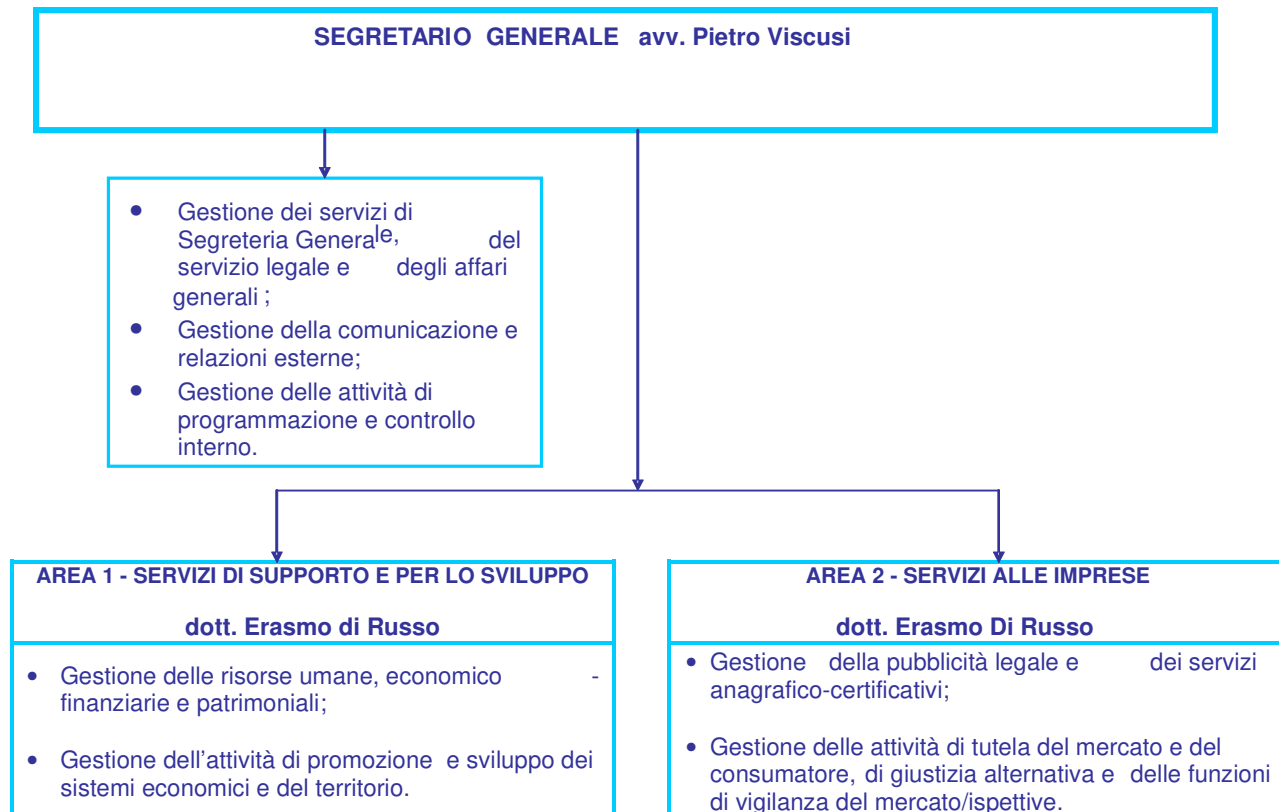 SEGRETARIO GENERALE avv. Pietro Viscusi
• Gestione dei servizi di
Segreteria Generale, del
servizio legale e degli affari
generali ;
• Gestione della comunicazione e
relazioni esterne;
• Gestione delle attività di
programmazione e controllo
interno.
AREA 1 - SERVIZI DI SUPPORTO E PER LO SVILUPPO
dott. Erasmo di Russo
• Gestione delle risorse umane, economico -
finanziarie e patrimoniali;
• Gestione dell’attività di promozione e sviluppo dei
sistemi economici e del territorio.
AREA 2 - SERVIZI ALLE IMPRESE
dott. Erasmo Di Russo
• Gestione della pubblicità legale e dei servizi
anagrafico-certificativi;
• Gestione delle attività di tutela del mercato e del
consumatore, di giustizia alternativa e delle funzioni
di vigilanza del mercato/ispettive.